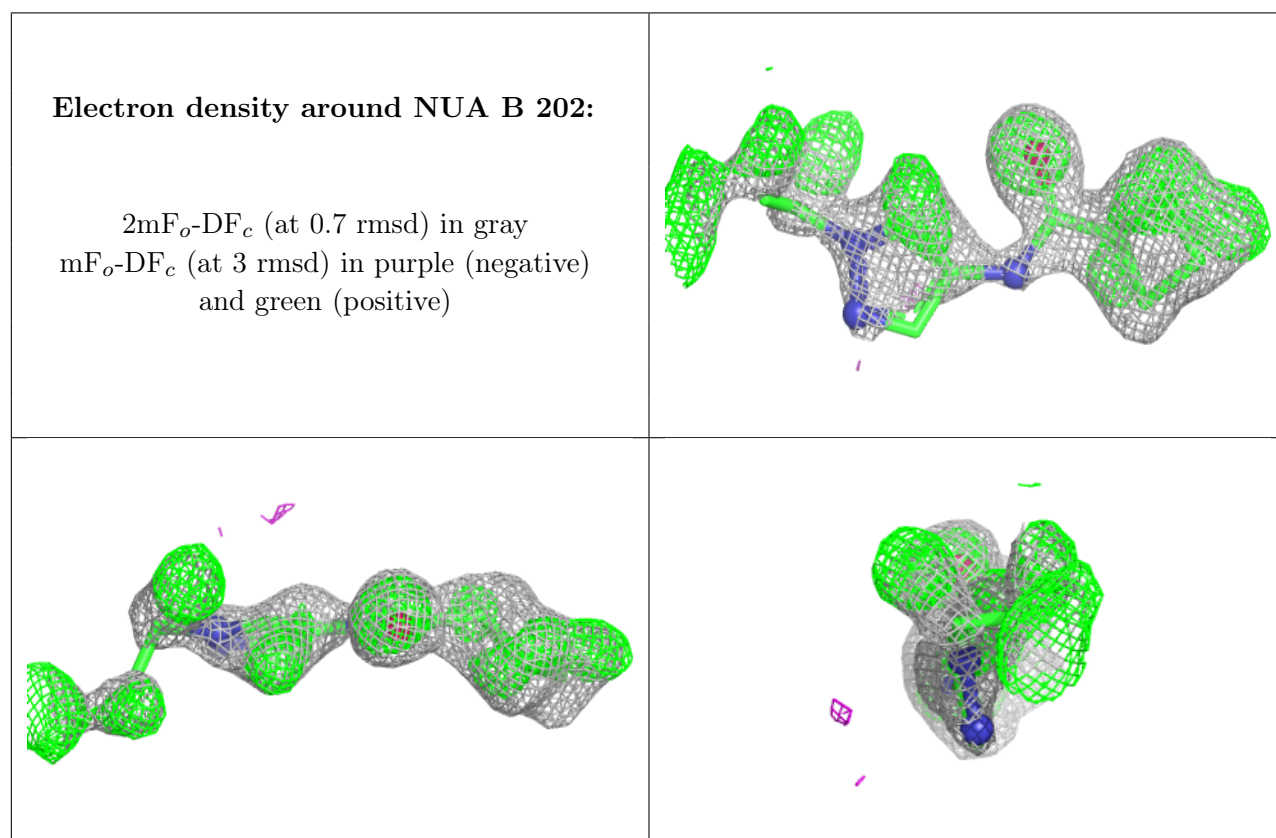 Electron density around NUA B 202:
2mFo-DFc (at 0.7 rmsd) in gray
mFo-DFc (at 3 rmsd) in purple (negative)
and green (positive)